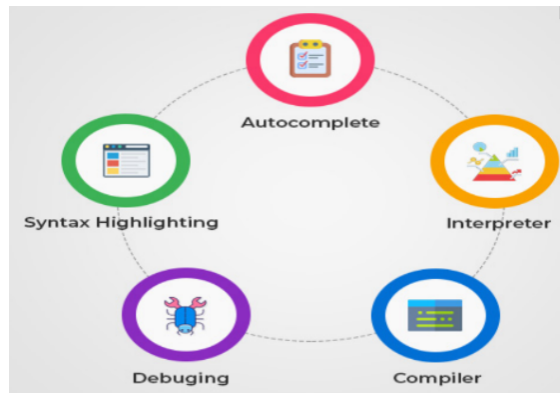 Autocomplete
Syntax Highlighting
Interpreter
Debuging
Compiler